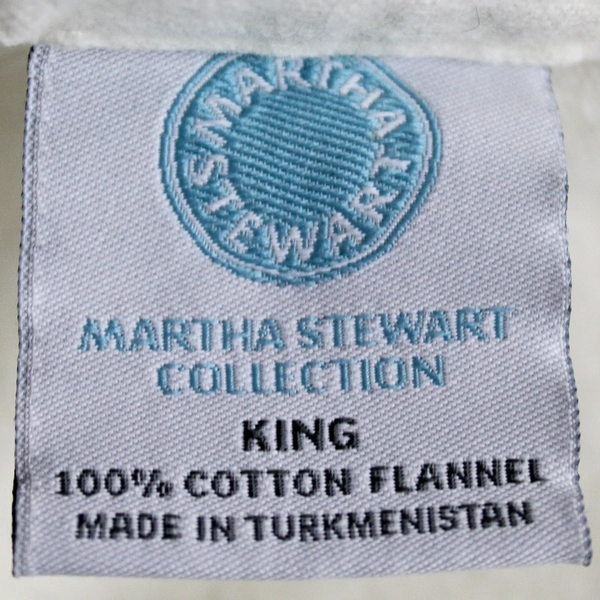 MARTHA
STEWART
MARTHA STEWART
COLLECTION
KING
100% COTTON FLANNEL
MADE IN TURKMENISTAN